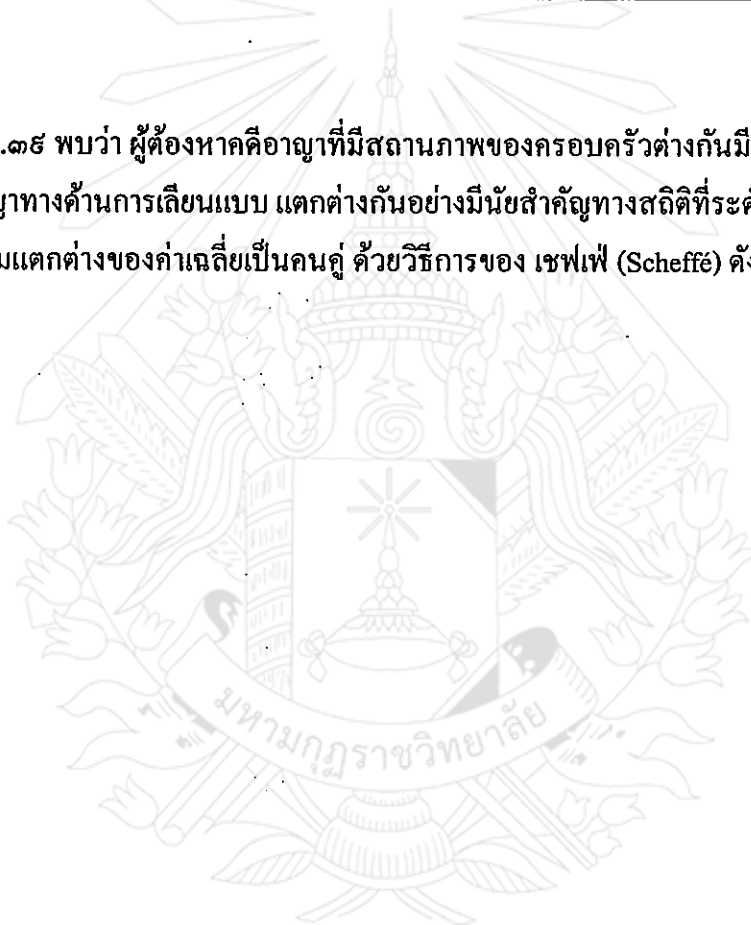 .๓๙ พบว่า ผู้ต้องหาคดีอาญาที่มีสถานภาพของครอบครัวต่างกันมี
ญาทางด้านการเลียนแบบ แตกต่างกันอย่างมีนัยสำคัญทางสถิติที่ระดั
มแตกต่างของค่าเฉลี่ยเป็นคนคู่ ด้วยวิธีการของ เชฟเฟ่ (Scheffé) ดัง
มหามกุฏราชวิทยาลัย